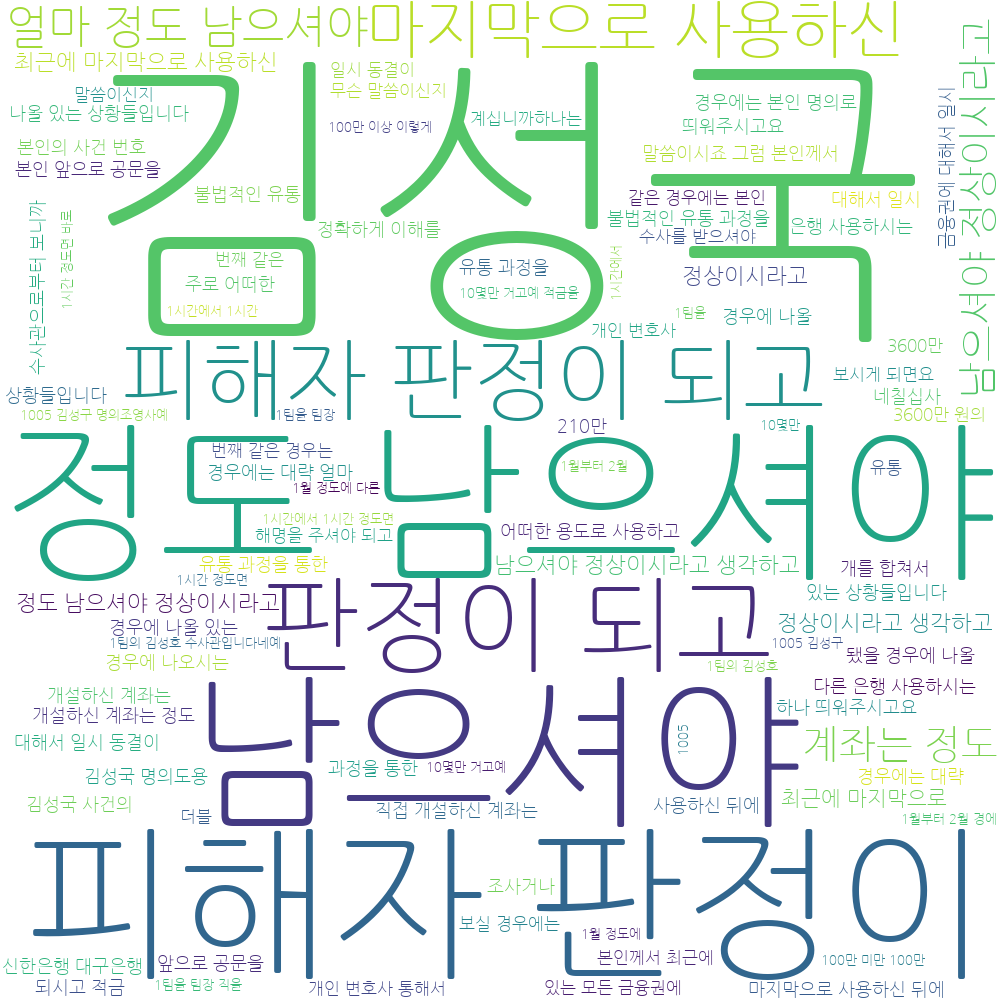 얼마 정도 남으셔야
마지막으로 사용하신
최근에 마지막으로 사용하신
일시 동결이
무슨 말씀이신지
말씀이신지
나올 있는 상황들입니다
100만 이상 이렇게
계십니까하나는
경우에는 본인 명의로
띄워주시고요
본인의 사건 번호
본인 앞으로 공문을
말씀이시죠 그럼 본인께서
김성국
불법적인 유통
같은 경우에는 본인
대해서 일시
정확하게 이해를
불법적인 유통 과정을
은행 사용하시는
수사를 받으셔야
금융권에 대해서 일시
남으셔야 정상이시라고
수사관으로부터 보니까
1시간 정도면 바로
번째 같은
주로 어떠한
유통 과정을
10몇만 거고예 적금을
1시간에서
정상이시라고
1시간에서 1시간
개인 변호사
1팀을
경우에 나올
피해자 판정이 되고
3600만
보시게 되면요
상황들입니다
네칠십사
1005 김성구 명의조영사예
1팀을 팀장
210만
10몇만
3600만 원의
정도 남으셔야
번째 같은 경우는
경우에는 대략 얼마
1월 정도에 다른
1월부터 2월
유통
1시간에서 1시간 정도면
해명을 주셔야 되고
어떠한 용도로 사용하고
유통 과정을 통한
남으셔야 정상이시라고 생각하고
개를 합쳐서
1시간 정도면
있는 상황들입니다
정도 남으셔야 정상이시라고
판정이 되고
경우에 나올 있는
정상이시라고 생각하고
1팀의 김성호 수사관입니다네예
1005 김성구
경우에 나오시는
됐을 경우에 나올
1팀의 김성호
남으셔야
개설하신 계좌는
다른 은행 사용하시는
개설하신 계좌는 정도
하나 띄워주시고요
대해서 일시 동결이
1005
계좌는 정도
김성국 명의도용
과정을 통한
10몇만 거고예
경우에는 대략
김성국 사건의
더블
직접 개설하신 계좌는
사용하신 뒤에
최근에 마지막으로
1월부터 2월 경에
피해자 판정이
조사거나
보실 경우에는
1월 정도에
신한은행 대구은행
앞으로 공문을
본인께서 최근에
100만 미만 100만
되시고 적금
1팀을 팀장 직을
개인 변호사 통해서
있는 모든 금융권에
마지막으로 사용하신 뒤에